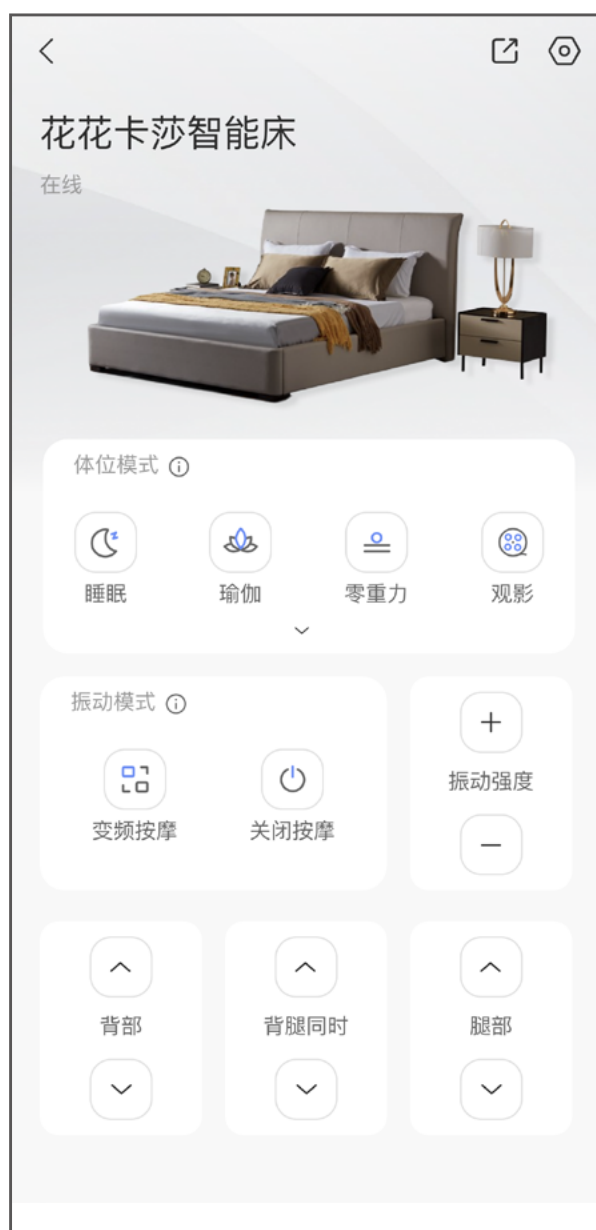 花花卡莎智能床
在线
体位模式
睡眠 瑜伽 零重力 观影
振动模式
变频按摩 关闭按摩
振动强度
背部 背腿同时 腿部